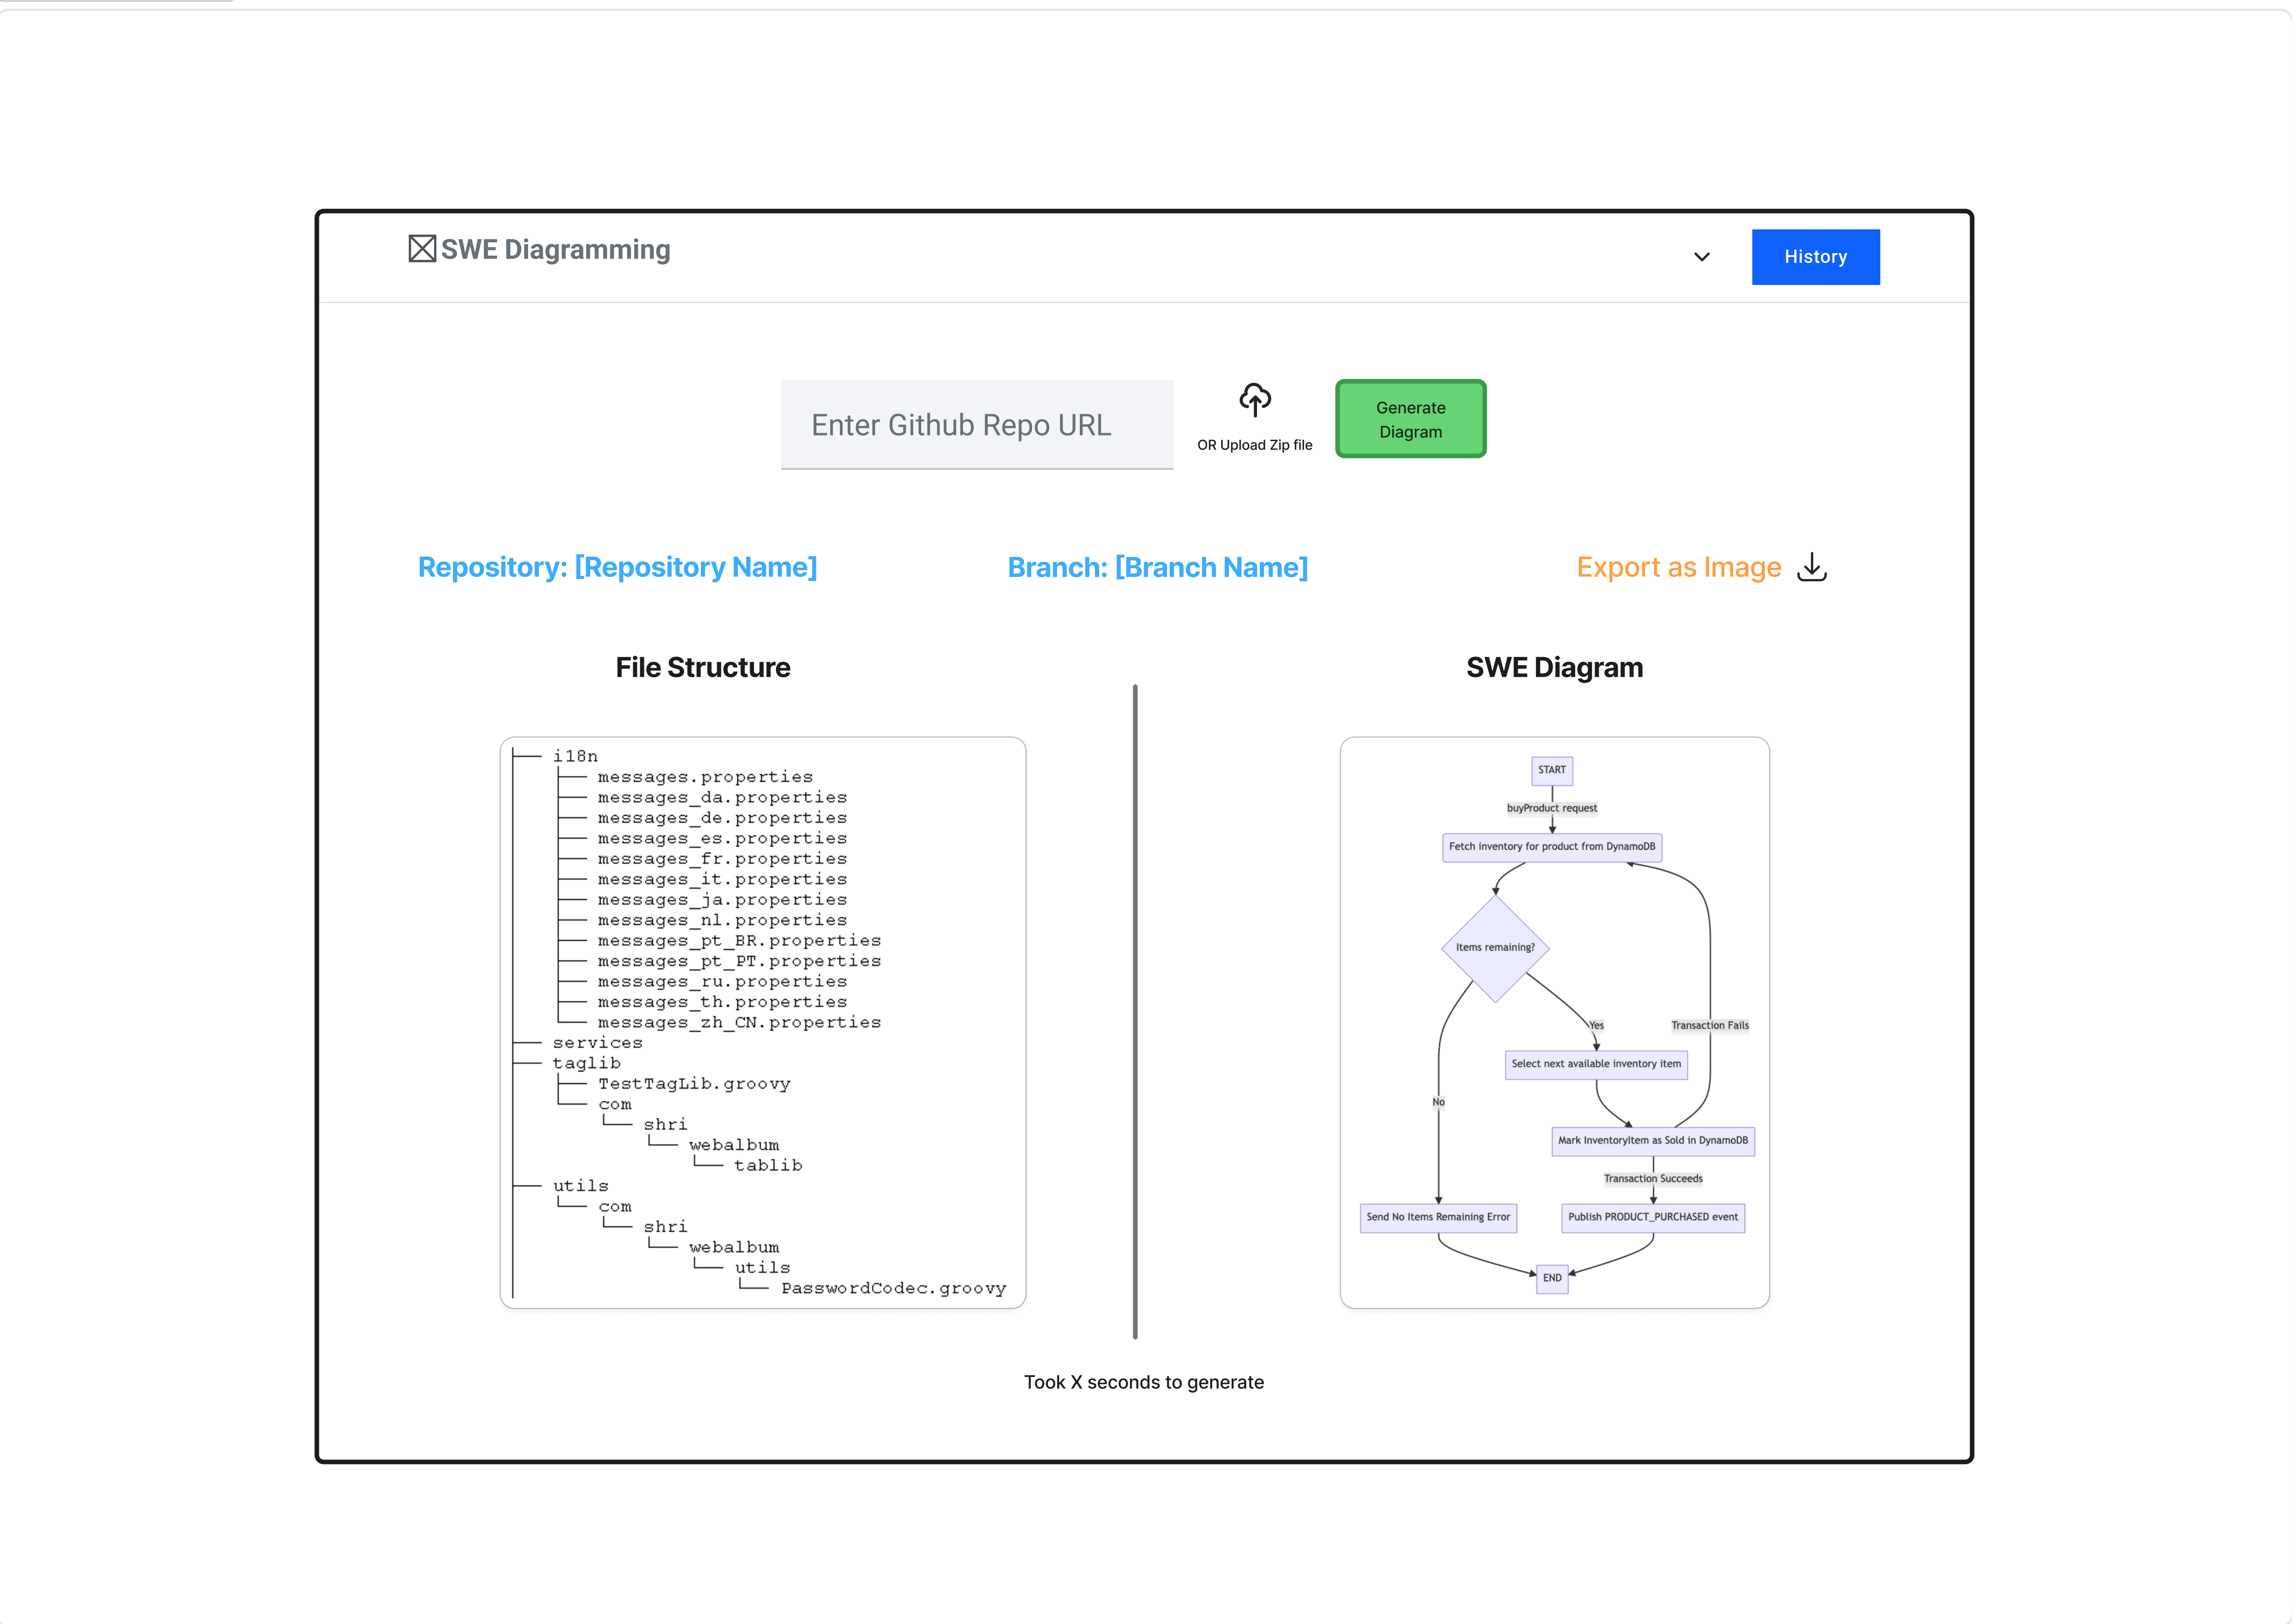 SWE Diagramming
History
Enter Github Repo URL
OR Upload Zip file
Generate
Diagram
Repository: [Repository Name]
Branch: [Branch Name]
Export as Image
File Structure
i18n
messages.properties
messages_da.properties
messages_de.properties
messages_es.properties
messages_fr.properties
messages_it.properties
messages_ja.properties
messages_nl.properties
messages_pt_BR.properties
messages_pt_PT.properties
messages_ru.properties
messages_th.properties
messages_zh_CN.properties
services
taglib
TestTagLib.groovy
com
shri
webalbum
tablib
utils
com
shri
webalbum
utils
PasswordCodec.groovy
SWE Diagram
START
buyProduct request
Fetch inventory for product from DynamoDB
Items remaining?
Yes
Transaction Fails
Select next available inventory item
No
Mark InventoryItem as Sold in DynamoDB
Transaction Succeeds
Send No Items Remaining Error
Publish PRODUCT_PURCHASED event
END
Took X seconds to generate